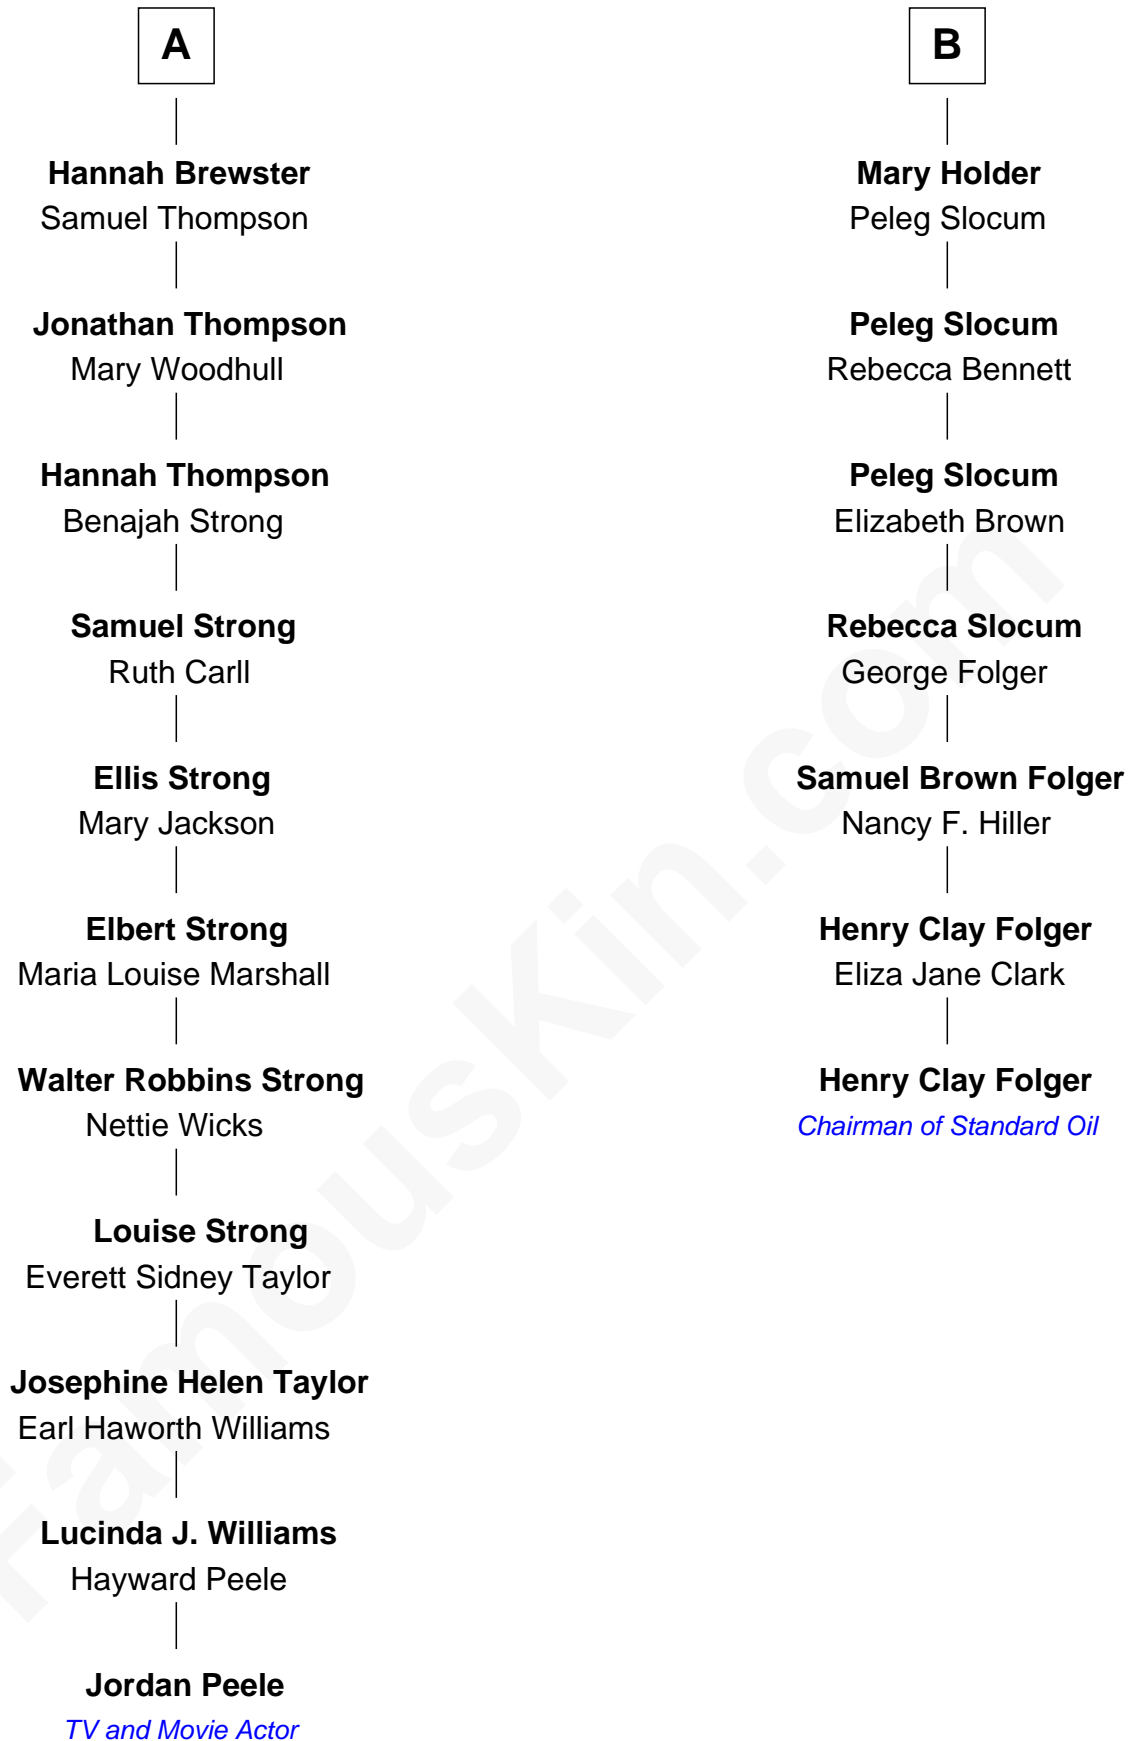 A
Hannah Brewster
Samuel Thompson
Jonathan Thompson
Mary Woodhull
Hannah Thompson
Benajah Strong
Samuel Strong
Ruth Carll
Ellis Strong
Mary Jackson
Elbert Strong
Maria Louise Marshall
Walter Robbins Strong
Nettie Wicks
Louise Strong
Everett Sidney Taylor
Josephine Helen Taylor
Earl Haworth Williams
Lucinda J. Williams
Hayward Peele
Jordan Peele
TV and Movie Actor
B
Mary Holder
Peleg Slocum
Peleg Slocum
Rebecca Bennett
Peleg Slocum
Elizabeth Brown
Rebecca Slocum
George Folger
Samuel Brown Folger
Nancy F. Hiller
Henry Clay Folger
Eliza Jane Clark
Henry Clay Folger
Chairman of Standard Oil
FamousKin.com